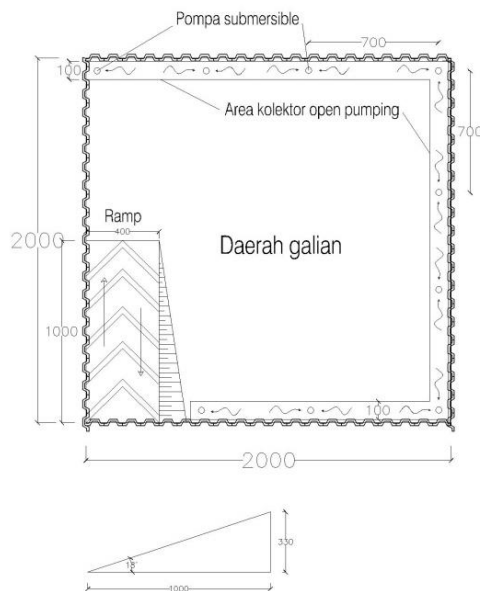 Pompa submersible
700
100
Area kolektor open pumping
700
2000
Ramp
400
Daerah galian
1000
100
2000
18°
330
1000